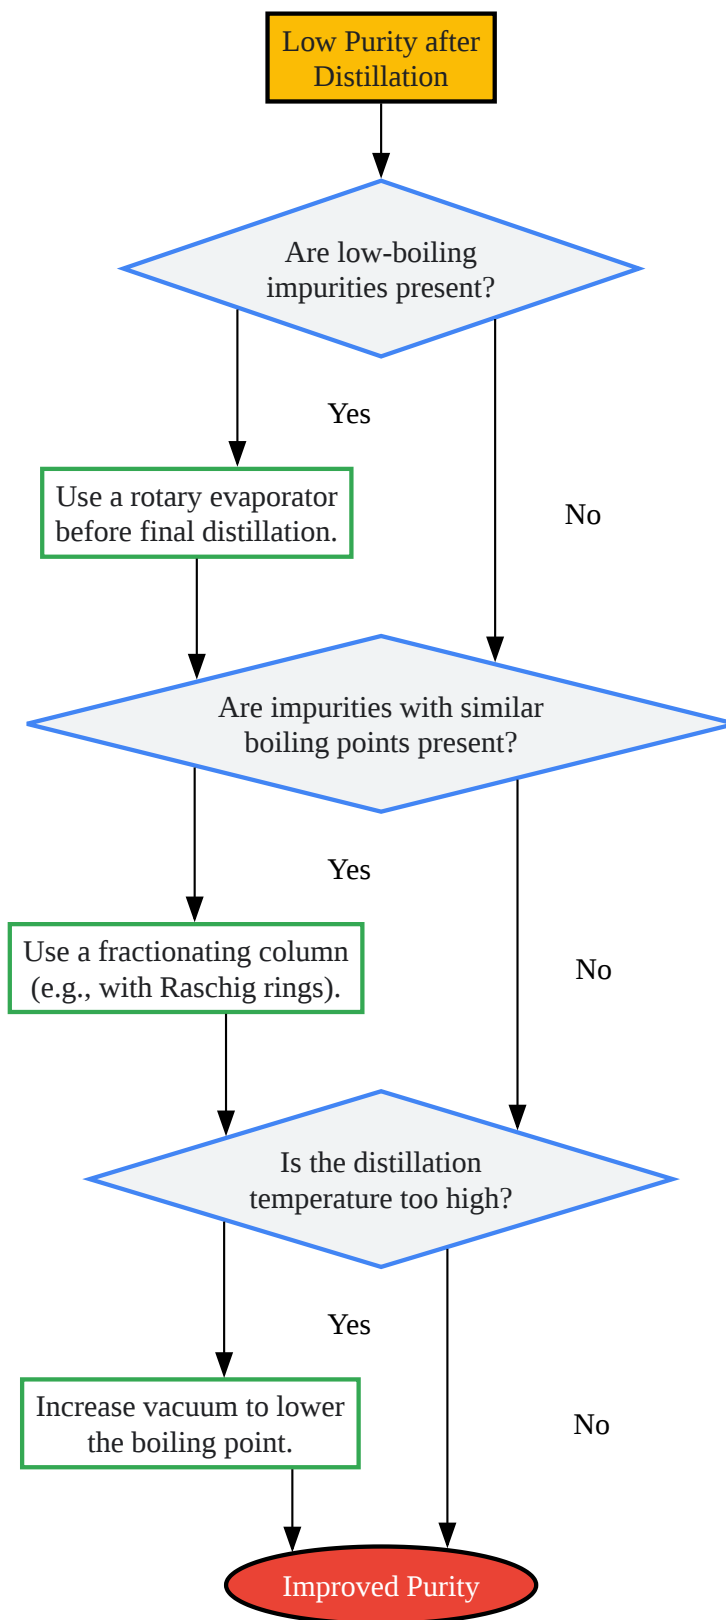 Low Purity after
Distillation
Are low-boiling
impurities present?
Yes
Use a rotary evaporator
before final distillation.
No
Are impurities with similar
boiling points present?
Yes
Use a fractionating column
(e.g., with Raschig rings).
No
Is the distillation
temperature too high?
Yes
Increase vacuum to lower
the boiling point.
No
Improved Purity